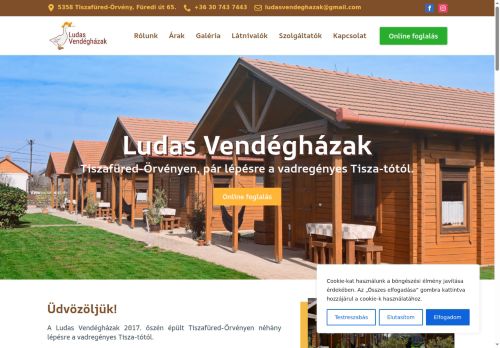 5358 Tiszafüred-Örvény, Füredi út 65.
+36 30 743 7443
ludasvendeghazak@gmail.com
Ludas
Vendégházak
Rólunk
Árak
Galéria
Látnivalók
Szolgáltatók
Kapcsolat
Online foglalás
Ludas Vendégházak
Tiszafüred-Örvényen, pár lépésre a vadregényes Tisza-tótól.
Online foglalás
Üdvözöljük!
A Ludas Vendégházak 2017. őszén épült Tiszafüred-Örvényen néhány
lépésre a vadregényes Tisza-tótól.
Cookie-kat használunk a böngészési élmény javítása
érdekében. Az „Összes elfogadása” gombra kattintva
hozzájárul a cookie-k használatához.
Testreszabás
Elutasítom
Elfogadom